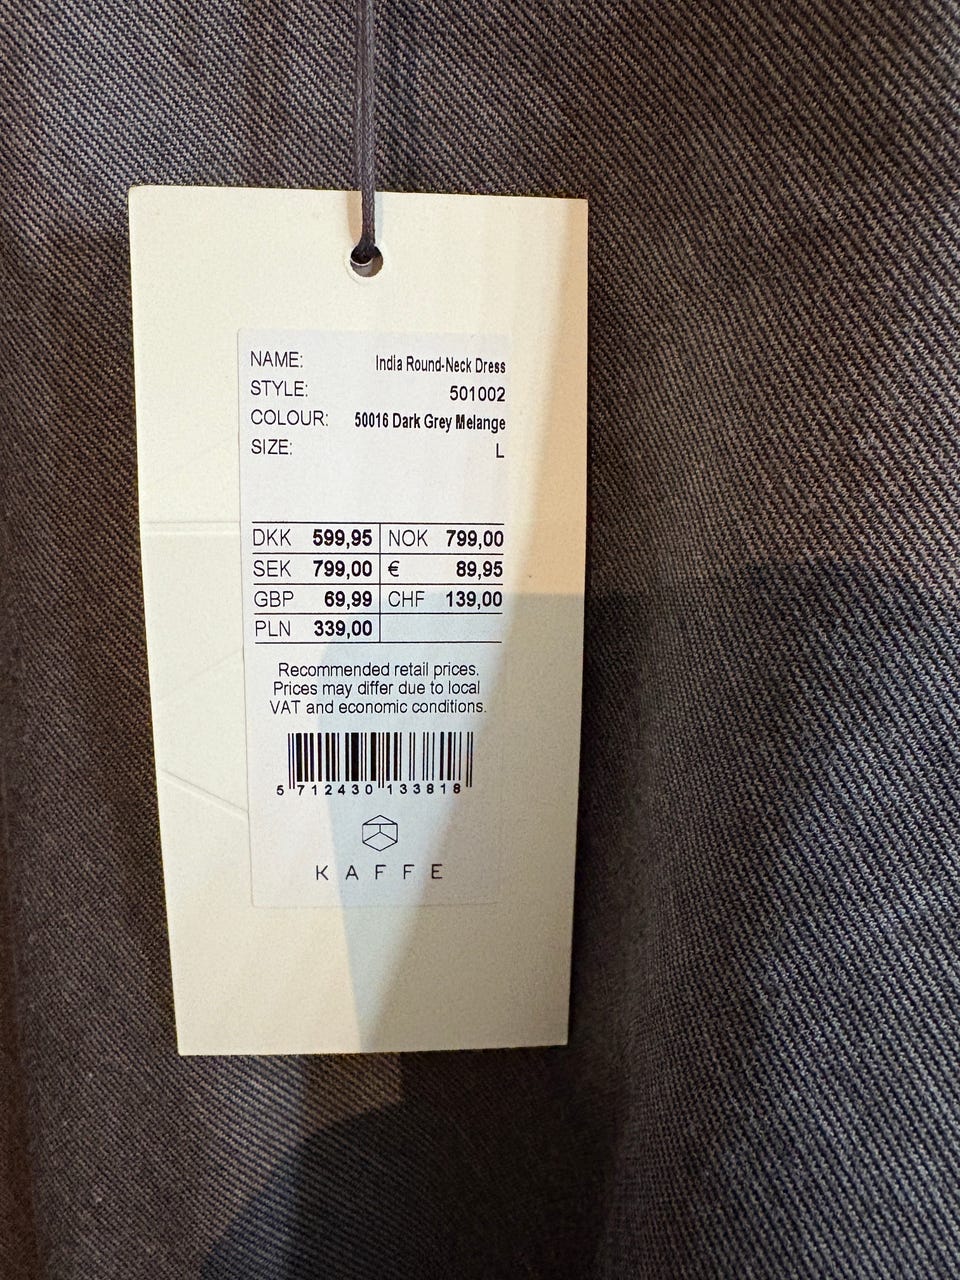 NAME: India Round-Neck Dress
STYLE: 501002
COLOUR: 50016 Dark Grey Melange
SIZE: L
DKK 599,95 NOK 799,00
SEK 799,00 € 89,95
GBP 69,99 CHF 139,00
PLN 339,00
Recommended retail prices.
Prices may differ due to local
VAT and economic conditions.
5 712430 133818
KAFFE